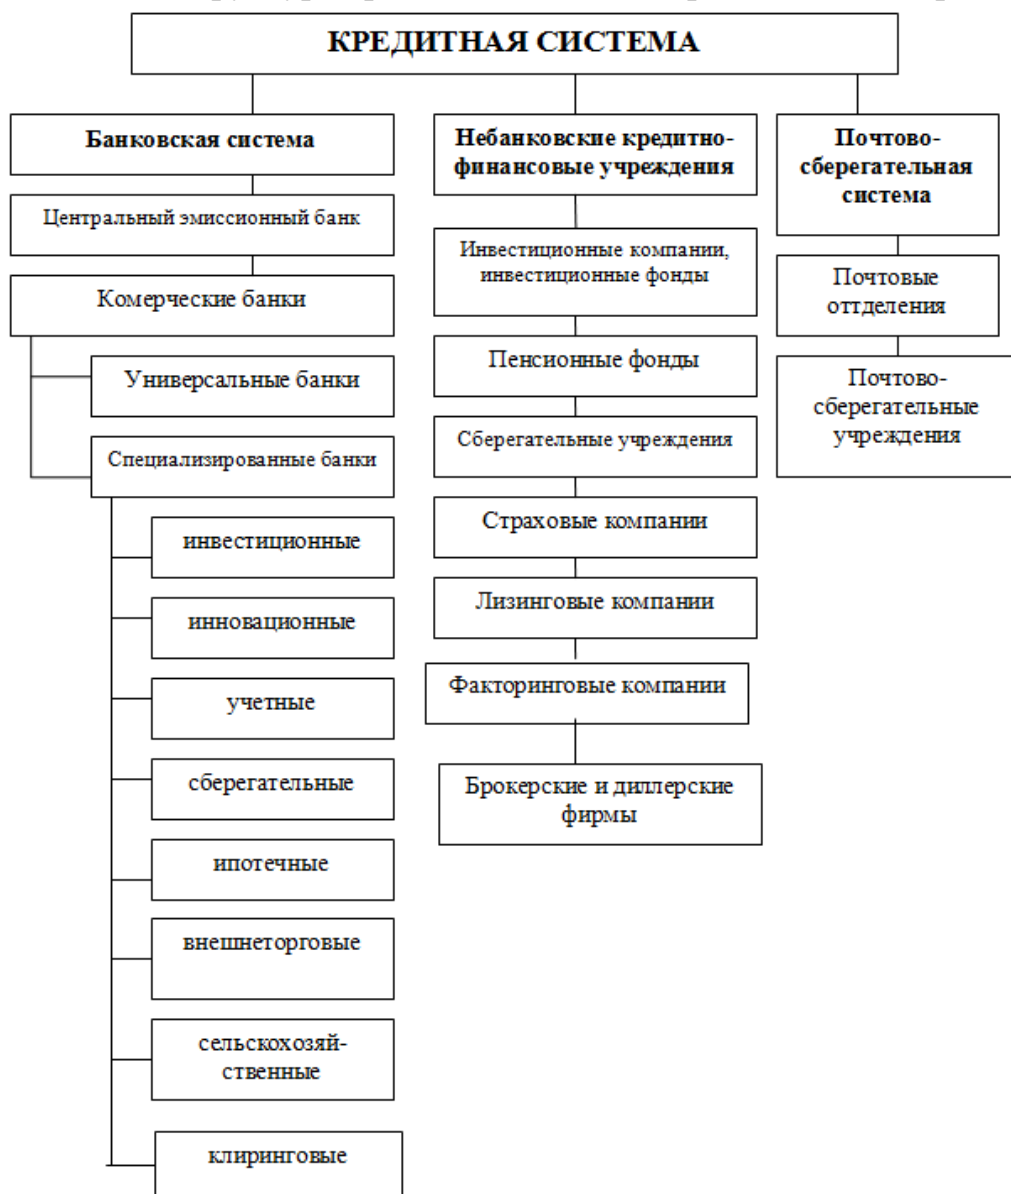 КРЕДИТНАЯ СИСТЕМА
Банковская система
Центральный эмиссионный банк
Комерческие банки
Универсальные банки
Специализированные банки
инвестиционные
инновационные
учетные
сберегательные
ипотечные
внешнеторговые
сельскохозяй-
ственные
клиринговые
Небанковские кредитно-
финансовые учреждения
Инвестиционные компании,
инвестиционные фонды
Пенсионные фонды
Сберегательные учреждения
Страховые компании
Лизинговые компании
Факторинговые компании
Брокерские и диллерские
фирмы
Почтово-
сберегательная
система
Почтовые
оттделения
Почтово-
сберегательные
учреждения